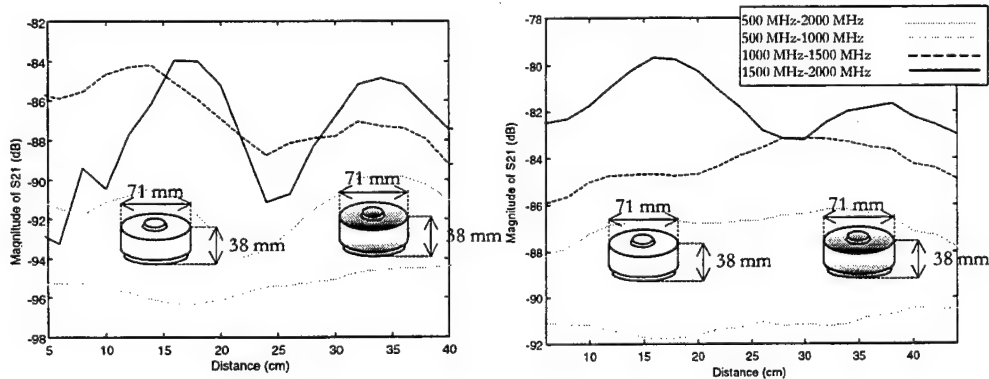 -84
-86
-88
-90
-92
-94
-96
-98
Magnitude of S21 (dB)
5
10
15
20
25
30
35
40
Distance (cm)
71 mm
38 mm
71 mm
38 mm
-78
-80
-82
-84
-86
-88
-90
-92
Magnitude of S21 (dB)
10
15
20
25
30
35
40
Distance (cm)
71 mm
38 mm
71 mm
38 mm
500 MHz-2000 MHz
500 MHz-1000 MHz
1000 MHz-1500 MHz
1500 MHz-2000 MHz